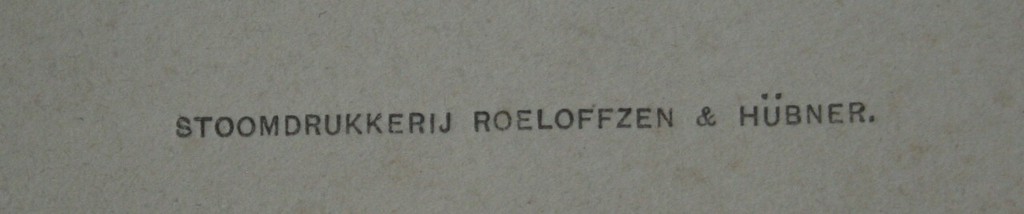 STOOMDRUKKERIJ ROELOFFZEN & HÜBNER.